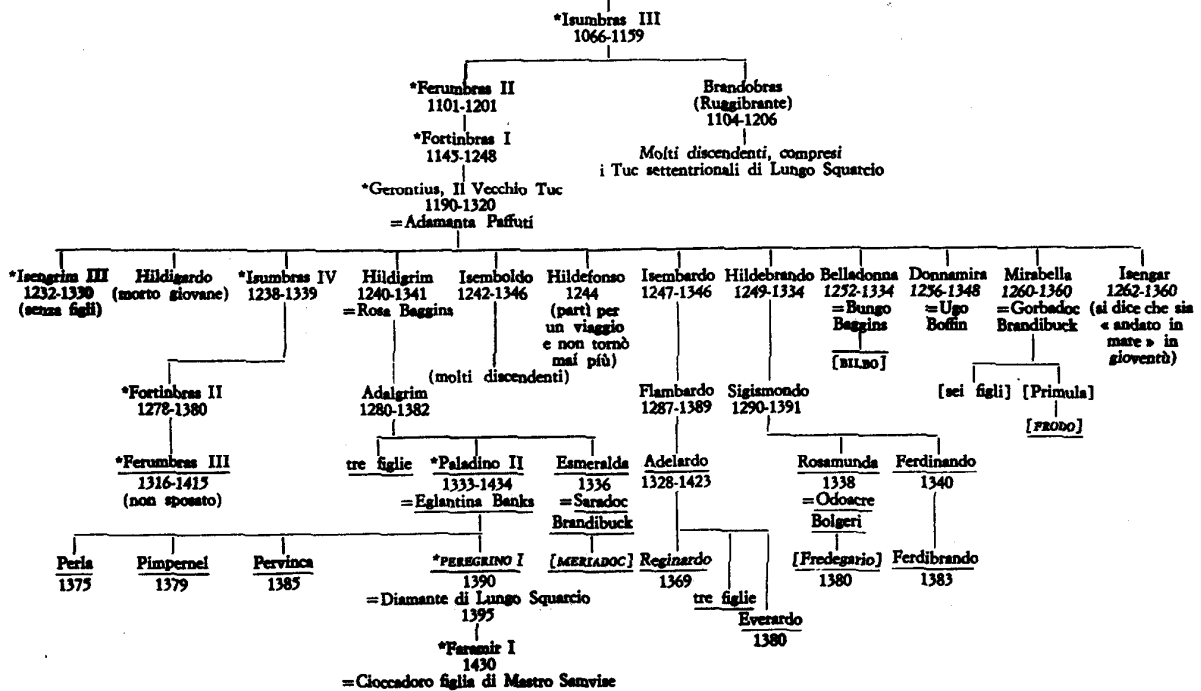 *Isumbras III
1066-1159
*Ferumbras II
1101-1201
Brandobras
(Ruggibrante)
1104-1206
*Fortinbras I
1145-1248
Molti discendenti, compresi
i Tuc settentrionali di Lungo Squarcio
*Gerontius, Il Vecchio Tuc
1190-1320
=Adamanta Paffuti
*Isengrim III
1232-1330
(senza figli)
Hildigardo
(morto giovane)
*Isumbras IV
1238-1339
Hildigrim
1240-1341
=Rosa Baggins
Isemboldo
1242-1346
(molti discendenti)
Hildefonso
1244
(partì per
un viaggio
e non tornò
mai più)
Isembardo
1247-1346
Hildebrando
1249-1334
Belladonna
1252-1334
=Bungo
Baggins
[BILBO]
Donnamira
1256-1348
=Ugo
Boffin
Mirabella
1260-1360
=Gorbadoc
Brandibuck
Isengar
1262-1360
(si dice che sia
« andato in
mare » in
gioventù)
*Fortinbras II
1278-1380
Adalgrim
1280-1382
Flambardo
1287-1389
Sigismondo
1290-1391
[sei figli]
[Primula]
[FRODO]
*Ferumbras III
1316-1415
(non sposato)
tre figlie
*Paladino II
1333-1434
=Eglantina Banks
Esmeralda
1336
=Saradoc
Brandibuck
Adelardo
1328-1423
Rosamunda
1338
=Odoacre
Bolgeri
Ferdinando
1340
Perla
1375
Pimpernel
1379
Pervinca
1385
*PEREGRINO I
1390
=Diamante di Lungo Squarcio
1395
[MERIADOC]
Reginardo
1369
tre figlie
Everardo
1380
[Fredegario]
1380
Ferdibrando
1383
*Faramir I
1430
=Cioccadoro figlia di Mastro Samvise